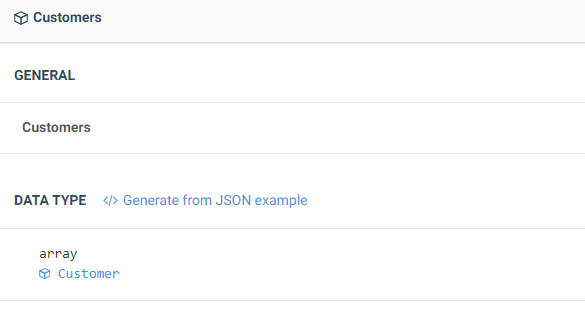 Customers
GENERAL
Customers
DATA TYPE </> Generate from JSON example
array
Customer